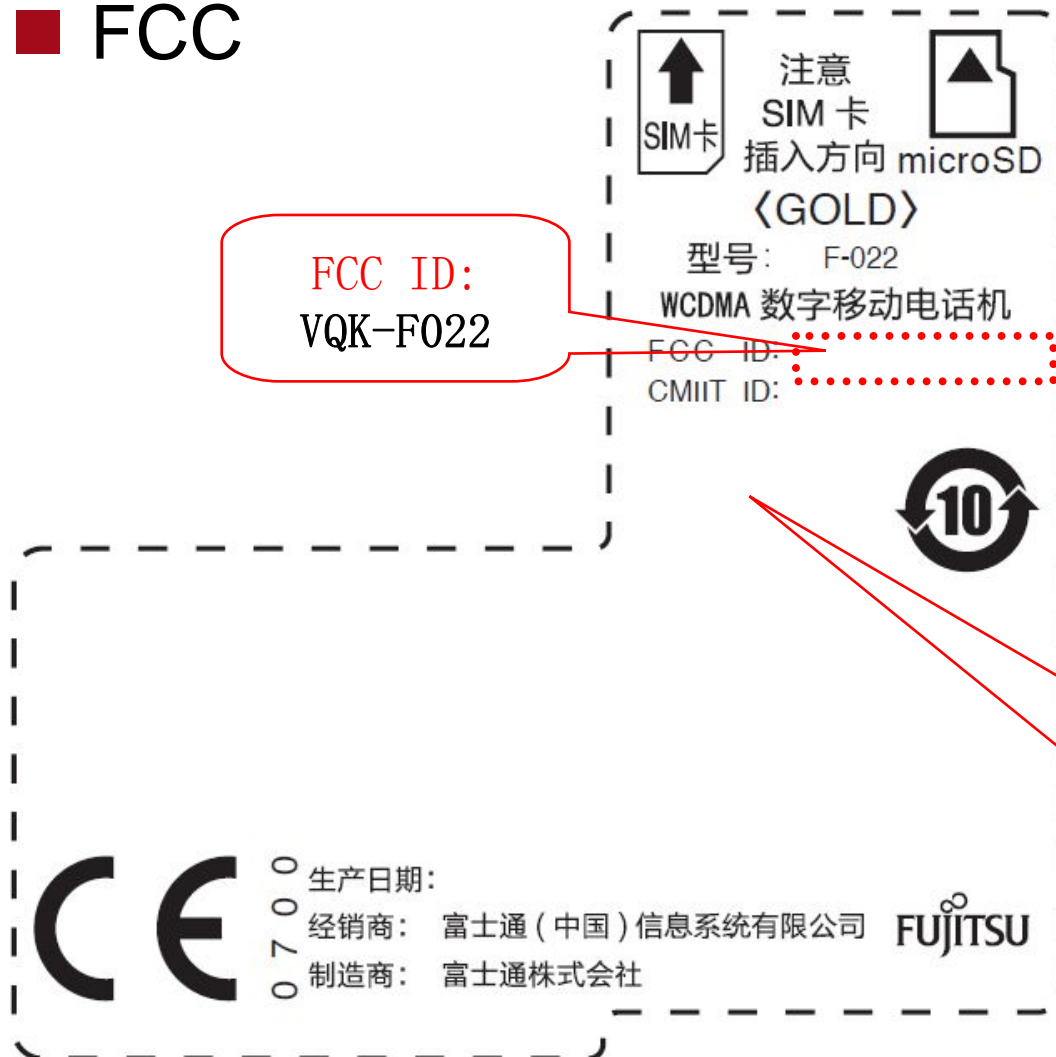 FCC
SIM卡
注意
SIM 卡
插入方向
microSD
〈GOLD〉
型号: F-022
WCDMA 数字移动电话机
FCC ID:
CMIIT ID:
FCC ID:
VQK-F022
10
CE
0700
生产日期:
经销商: 富士通(中国)信息系统有限公司
制造商: 富士通株式会社
FUJITSU